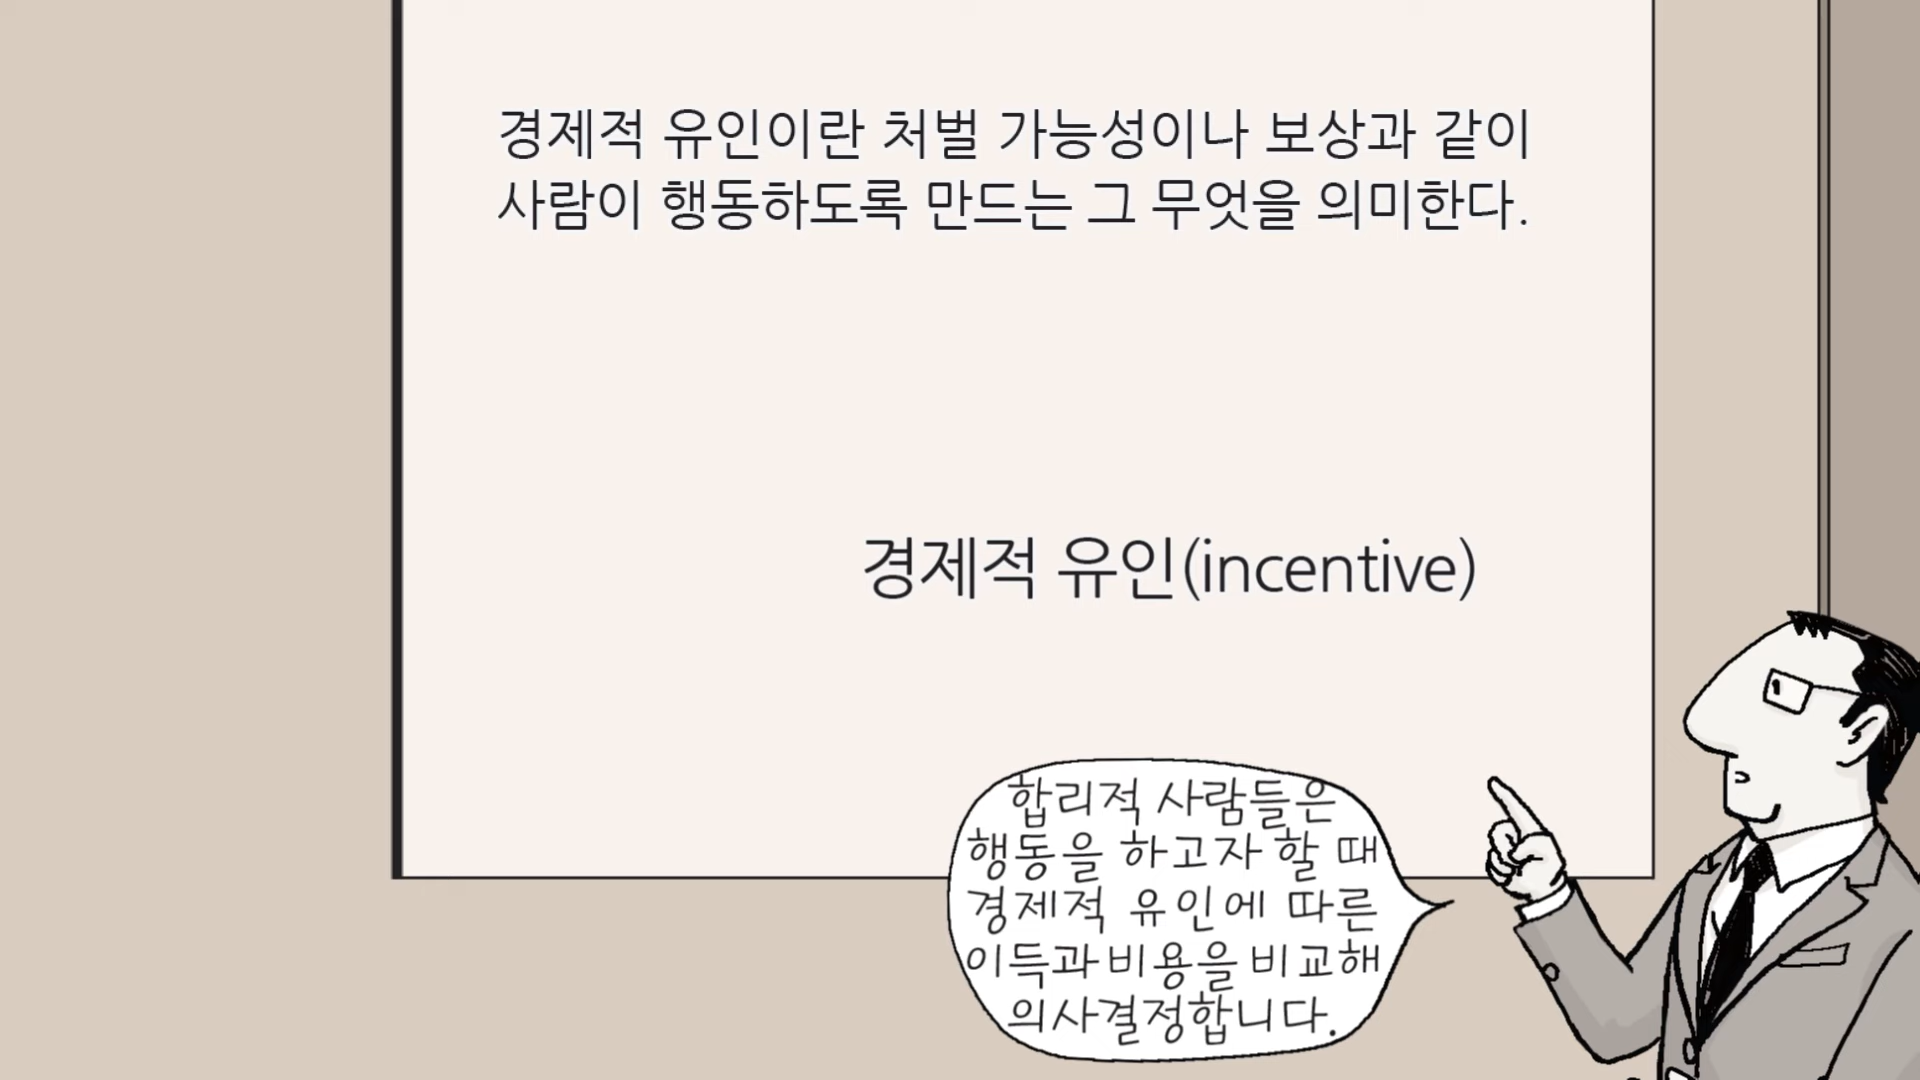 경제적 유인이란 처벌 가능성이나 보상과 같이
사람이 행동하도록 만드는 그 무엇을 의미한다.
경제적 유인(incentive)
합리적 사람들은
행동을 하고자 할 때
경제적 유인에 따른
이득과 비용을 비교해
의사결정합니다.